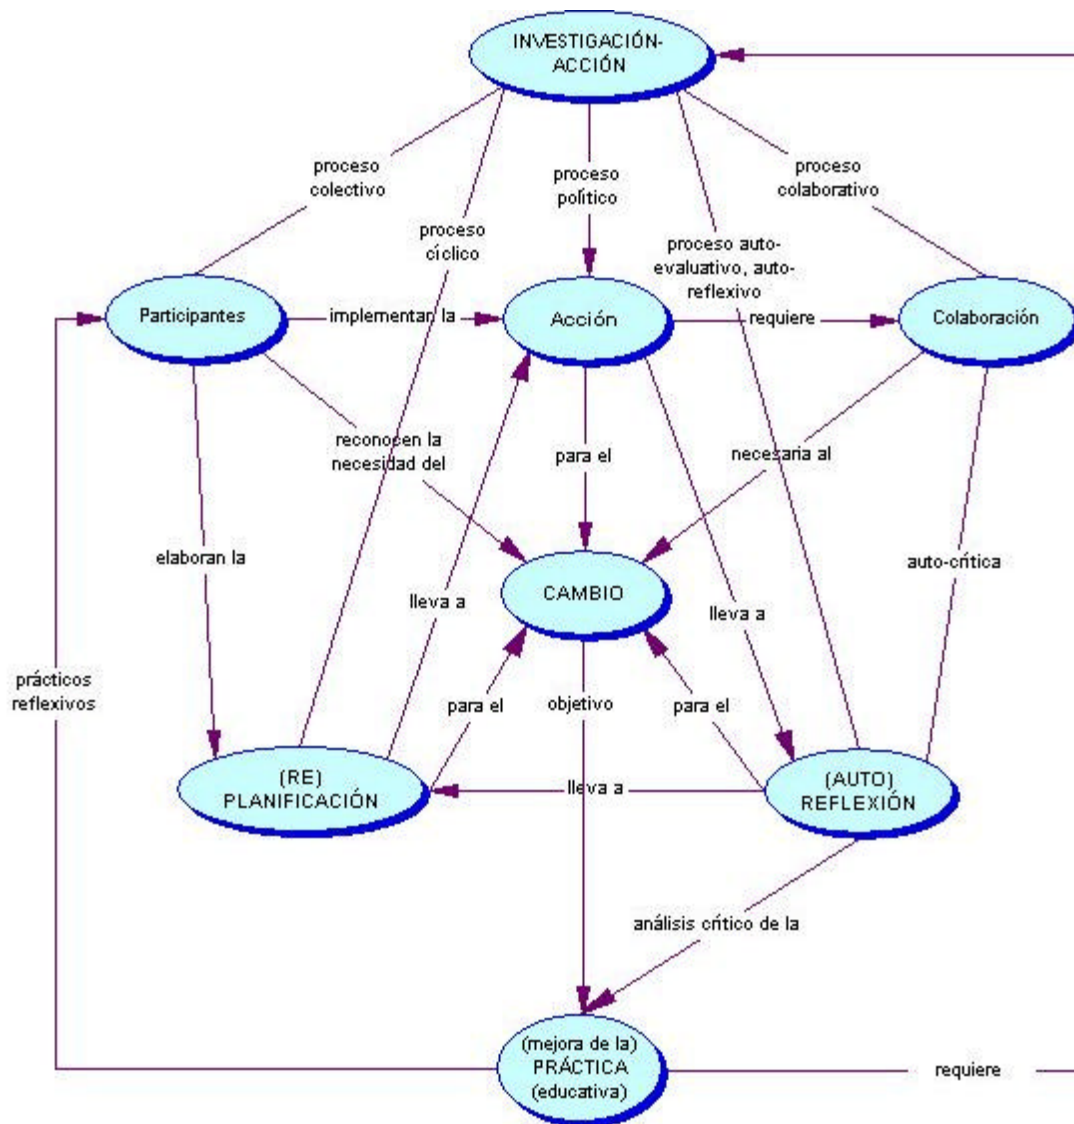 INVESTIGACIÓN-
ACCIÓN
proceso
colectivo
proceso
político
proceso
colaborativo
proceso
cíclico
proceso auto-
evaluativo, auto-
reflexivo
Participantes
implementan la
Acción
requiere
Colaboración
reconocen la
necesidad del
para el
necesaria al
elaboran la
auto-crítica
CAMBIO
lleva a
lleva a
prácticos
reflexivos
para el
objetivo
para el
(RE)
PLANIFICACIÓN
lleva a
(AUTO)
REFLEXIÓN
análisis crítico de la
(mejora de la)
PRÁCTICA
(educativa)
requiere